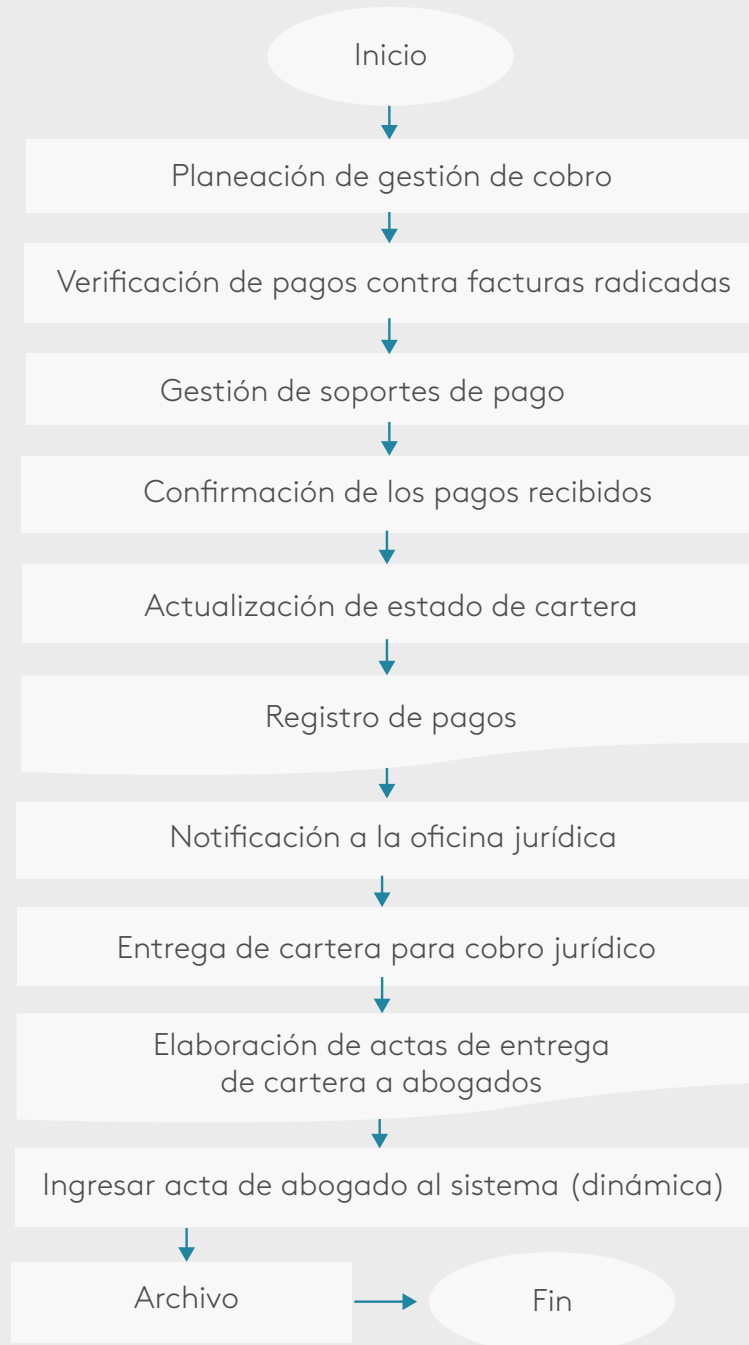 Inicio
Planeación de gestión de cobro
Verificación de pagos contra facturas radicadas
Gestión de soportes de pago
Confirmación de los pagos recibidos
Actualización de estado de cartera
Registro de pagos
Notificación a la oficina jurídica
Entrega de cartera para cobro jurídico
Elaboración de actas de entrega
de cartera a abogados
Ingresar acta de abogado al sistema (dinámica)
Archivo
Fin